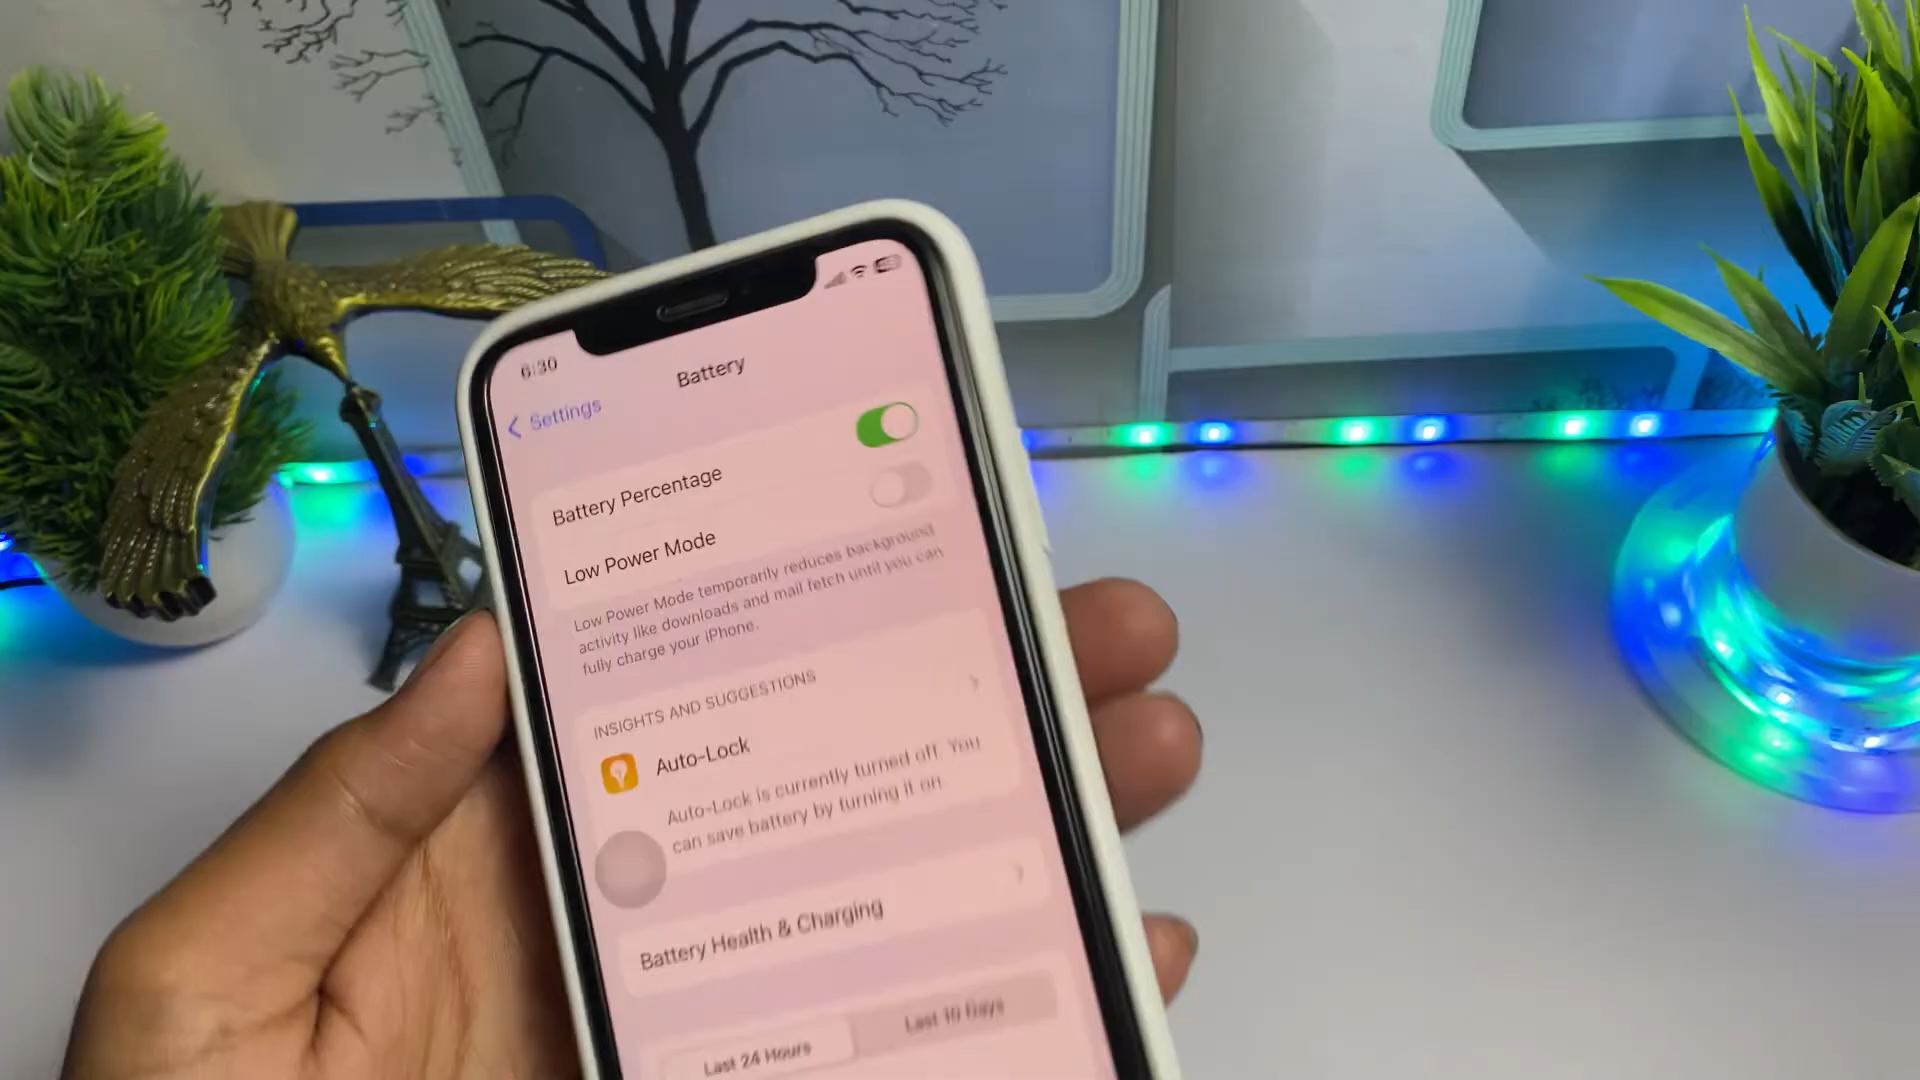 6:30
Battery
Settings
Battery Percentage
Low Power Mode
Low Power Mode temporarily reduces background
activity like downloads and mail fetch until you can
fully charge your iPhone.
INSIGHTS AND SUGGESTIONS
Auto-Lock
Auto-Lock is currently turned off. You
can save battery by turning it on
Battery Health & Charging
Last 24 Hours
Last 10 Days